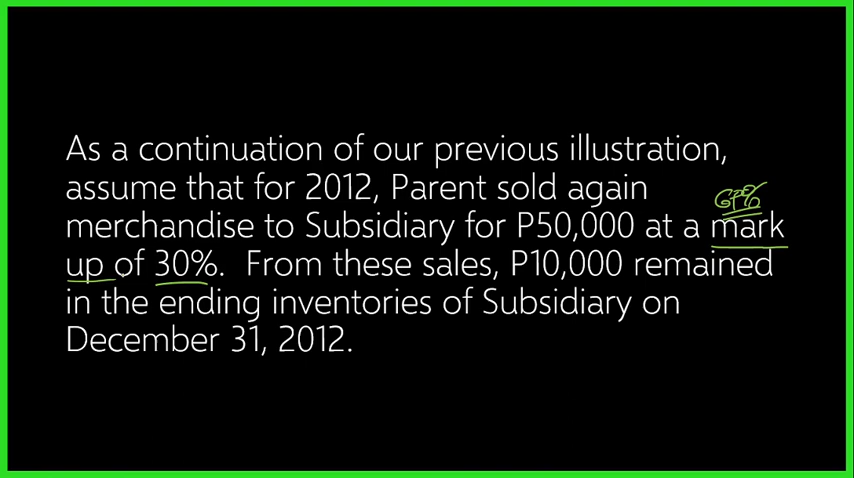 As a continuation of our previous illustration,
assume that for 2012, Parent sold again
GP%
merchandise to Subsidiary for P50,000 at a mark
up of 30%. From these sales, P10,000 remained
in the ending inventories of Subsidiary on
December 31, 2012.